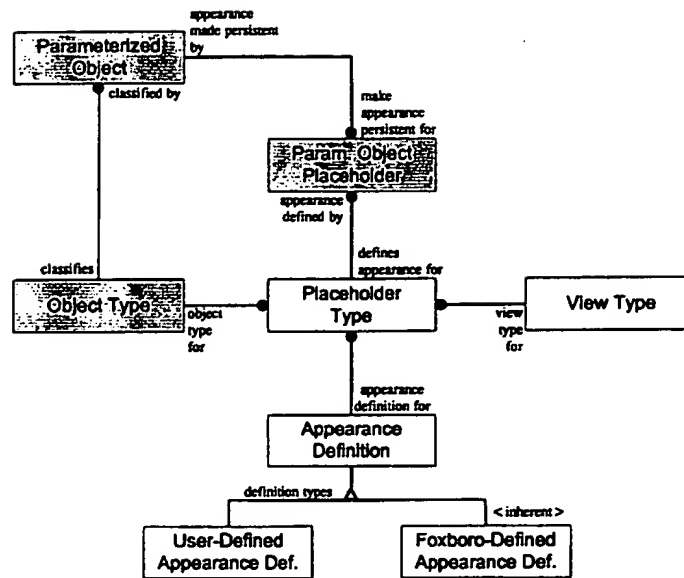 appearance
made persistent
by
Parameterized
Object
classified by
make
appearance
persistent for
Param. Object
Placeholder
appearance
defined by
defines
appearance for
classifies
Object Type
object
type
for
Placeholder
Type
view
type
for
View Type
appearance
definition for
Appearance
Definition
definition types
< inherent >
User-Defined
Appearance Def.
Foxboro-Defined
Appearance Def.